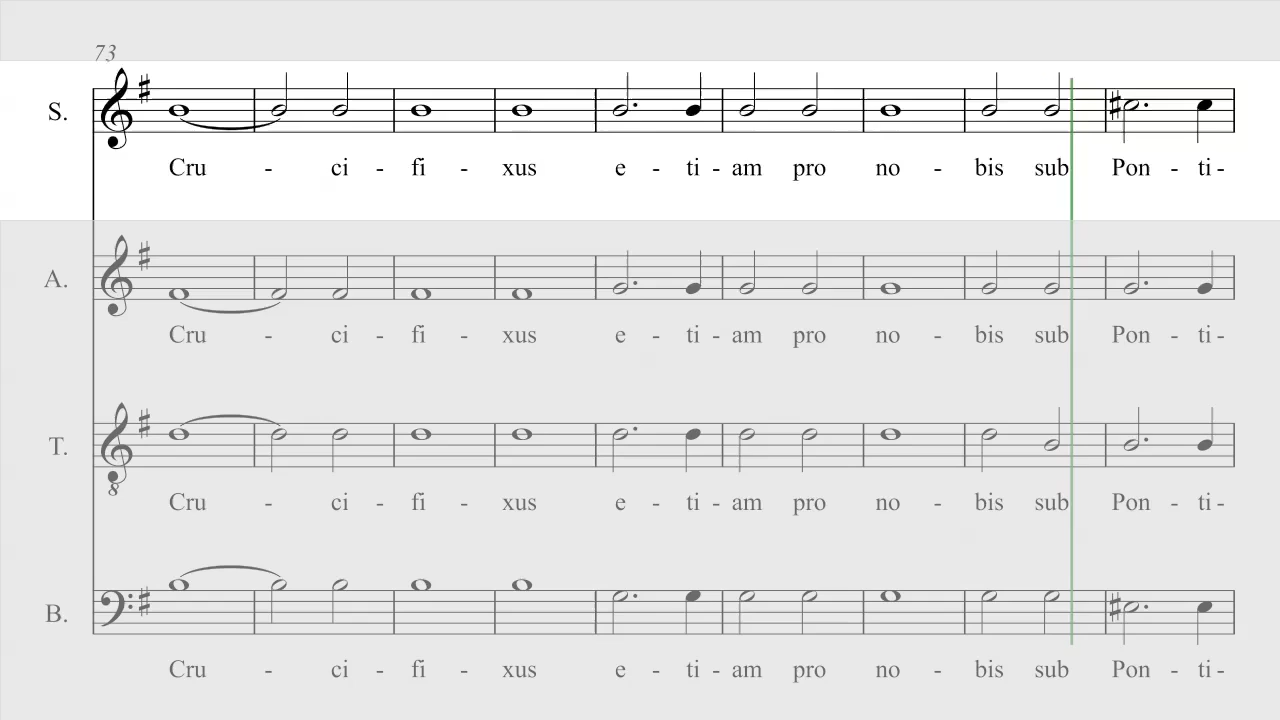 73
S.
Cru - ci - fi - xus e - ti - am pro no - bis sub Pon - ti -
A.
Cru - ci - fi - xus e - ti - am pro no - bis sub Pon - ti -
T.
8
Cru - ci - fi - xus e - ti - am pro no - bis sub Pon - ti -
B.
Cru - ci - fi - xus e - ti - am pro no - bis sub Pon - ti -